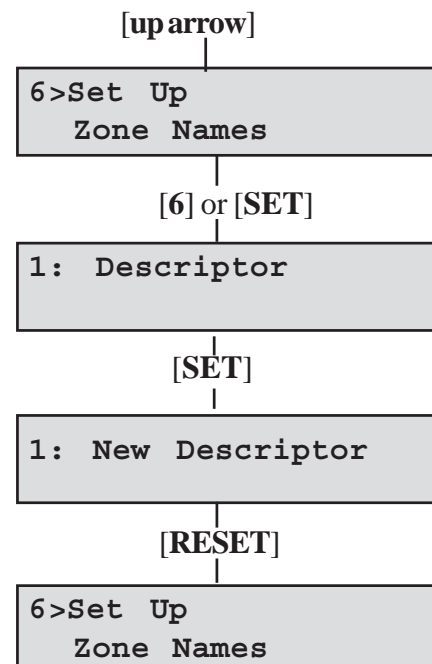 [up arrow]
6>Set Up
Zone Names
[6] or [SET]
1: Descriptor
[SET]
1: New Descriptor
[RESET]
6>Set Up
Zone Names